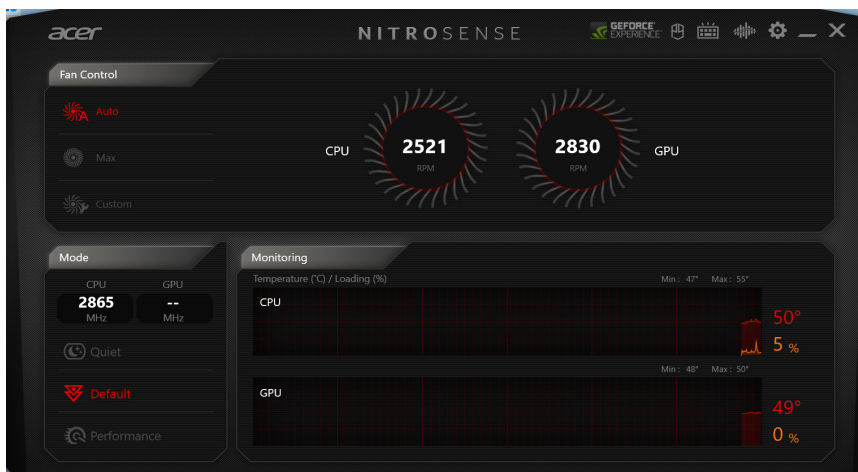 acer
NITROSENSE
GEFORCE EXPERIENCE
Fan Control
Auto
Max
Custom
CPU
2521
RPM
2830
RPM
GPU
Mode
CPU GPU
2865 --
MHz MHz
Quiet
Default
Performance
Monitoring
Temperature (°C) / Loading (%)
Min : 47° Max : 55°
CPU
50°
5 %
Min : 48° Max : 50°
GPU
49°
0 %